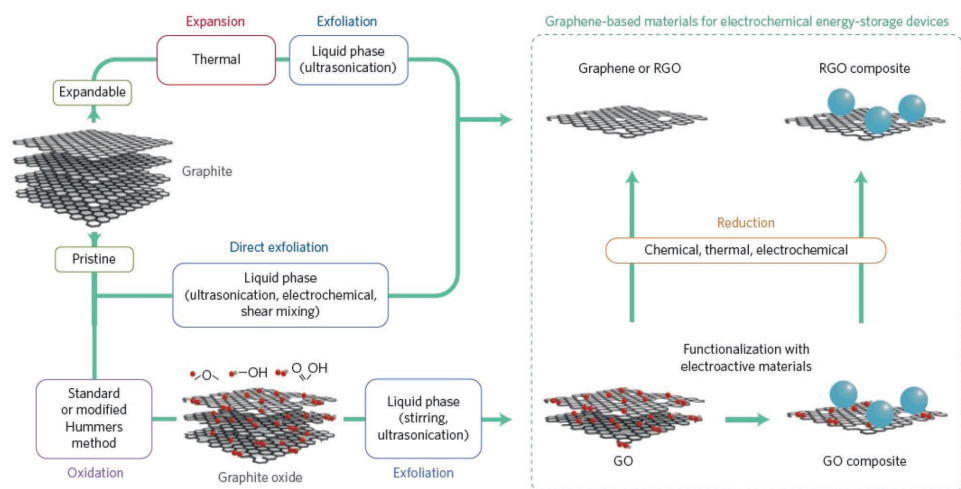 Graphene-based materials for electrochemical energy-storage devices
Expansion
Exfoliation
Thermal
Liquid phase
(ultrasonication)
Expandable
Graphite
Pristine
Direct exfoliation
Liquid phase
(ultrasonication, electrochemical,
shear mixing)
Standard
or modified
Hummers
method
Oxidation
O
OH
O
OH
Graphite oxide
Liquid phase
(stirring,
ultrasonication)
Exfoliation
Graphene or RGO
RGO composite
Reduction
Chemical, thermal, electrochemical
Functionalization with
electroactive materials
GO
GO composite